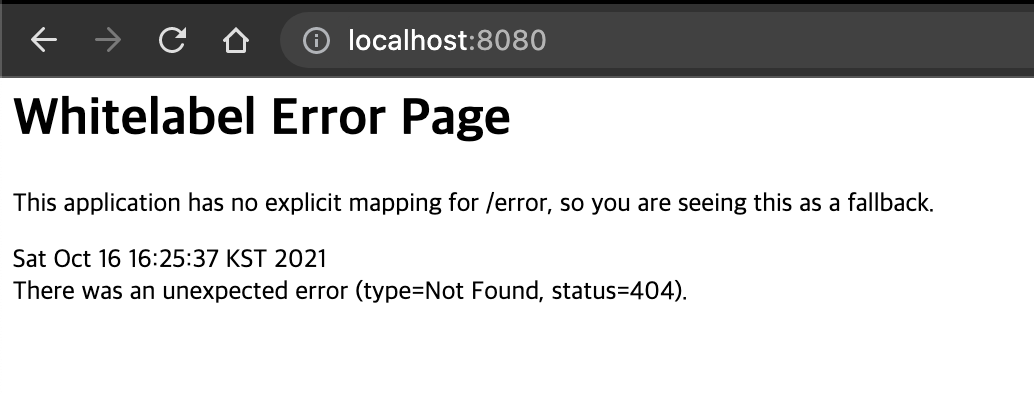 localhost:8080
Whitelabel Error Page
This application has no explicit mapping for /error, so you are seeing this as a fallback.
Sat Oct 16 16:25:37 KST 2021
There was an unexpected error (type=Not Found, status=404).